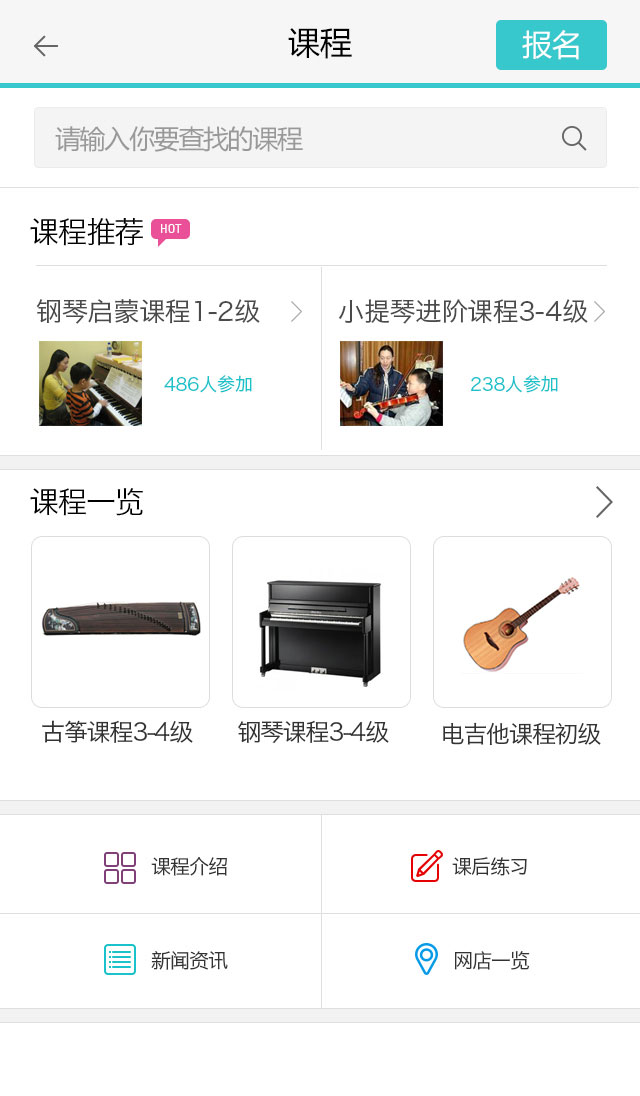 课程
报名
请输入你要查找的课程
课程推荐 HOT
钢琴启蒙课程1-2级
486人参加
小提琴进阶课程3-4级
238人参加
课程一览
古筝课程3-4级
钢琴课程3-4级
电吉他课程初级
课程介绍
课后练习
新闻资讯
网店一览